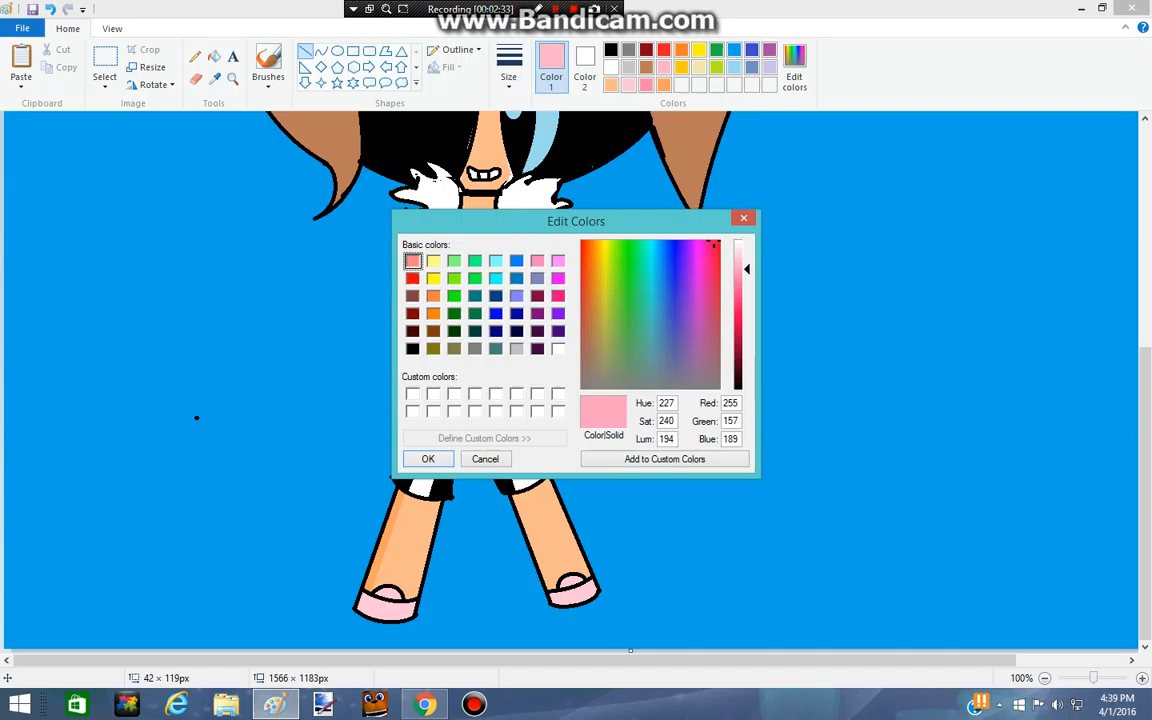 Recording [00:02:33]
www.Bandicam.com
File Home View
Paste
Cut
Copy
Clipboard
Select
Crop
Resize
Rotate
Image
Tools
Brushes
Shapes
Outline
Fill
Size
Color 1
Color 2
Colors
Edit colors
Edit Colors
Basic colors:
Custom colors:
Define Custom Colors >>
OK Cancel
Color|Solid
Hue: 227 Red: 255
Sat: 240 Green: 157
Lum: 194 Blue: 189
Add to Custom Colors
42 × 119px 1566 × 1183px 100%
4:39 PM
4/1/2016